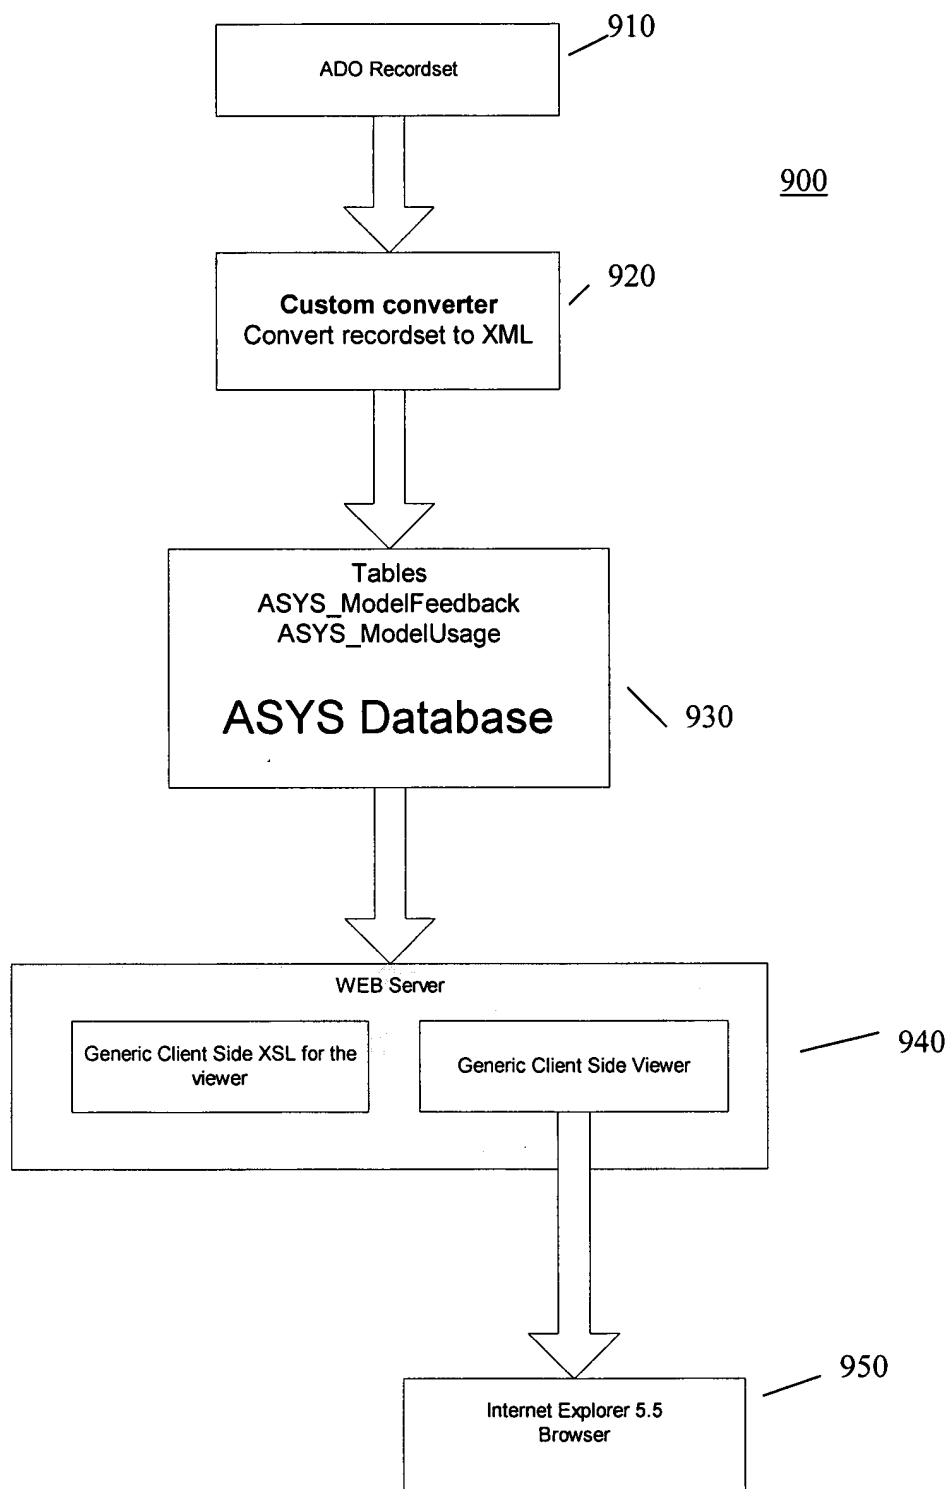 910
ADO Recordset
900
920
Custom converter
Convert recordset to XML
Tables
ASYS_ModelFeedback
ASYS_ModelUsage
ASYS Database
930
WEB Server
940
Generic Client Side XSL for the
viewer
Generic Client Side Viewer
950
Internet Explorer 5.5
Browser